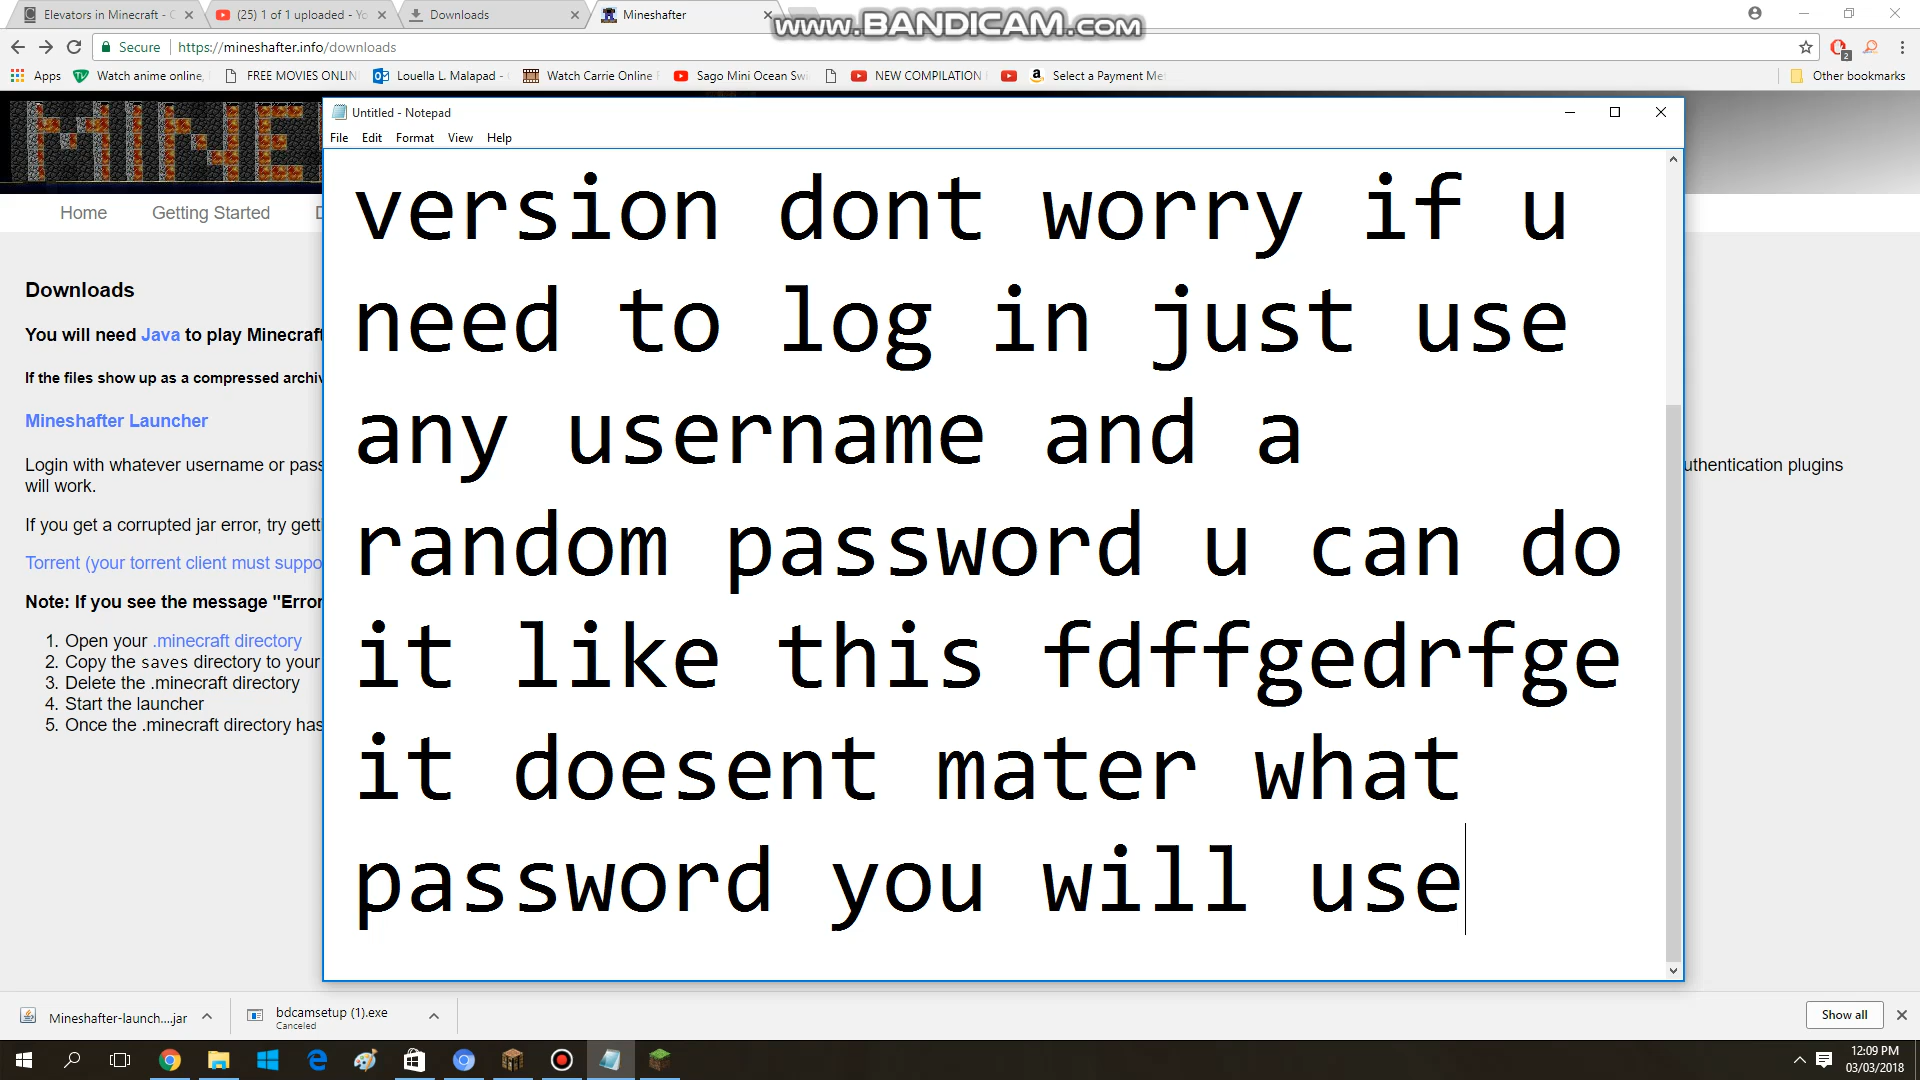 Elevators in Minecraft - C
(25) 1 of 1 uploaded - Yo
Downloads
Mineshafter
www.BANDICAM.com
Secure
https://mineshafter.info/downloads
2
Apps
Watch anime online,
FREE MOVIES ONLIN
Louella L. Malapad -
Watch Carrie Online
Sago Mini Ocean Swi
NEW COMPILATION
Select a Payment Me
Other bookmarks
MINE
Untitled - Notepad
File Edit Format View Help
Home
Getting Started
D
version dont worry if u
need to log in just use
any username and a
random password u can do
it like this fdffgedrfge
it doesent mater what
password you will use
Downloads
You will need Java to play Minecraft
If the files show up as a compressed archiv
Mineshafter Launcher
Login with whatever username or pass
uthentication plugins
will work.
If you get a corrupted jar error, try gett
Torrent (your torrent client must suppo
Note: If you see the message "Error
1. Open your .minecraft directory
2. Copy the saves directory to your
3. Delete the .minecraft directory
4. Start the launcher
5. Once the .minecraft directory has
Mineshafter-launch....jar
bdcamsetup (1).exe
Canceled
Show all
12:09 PM
03/03/2018